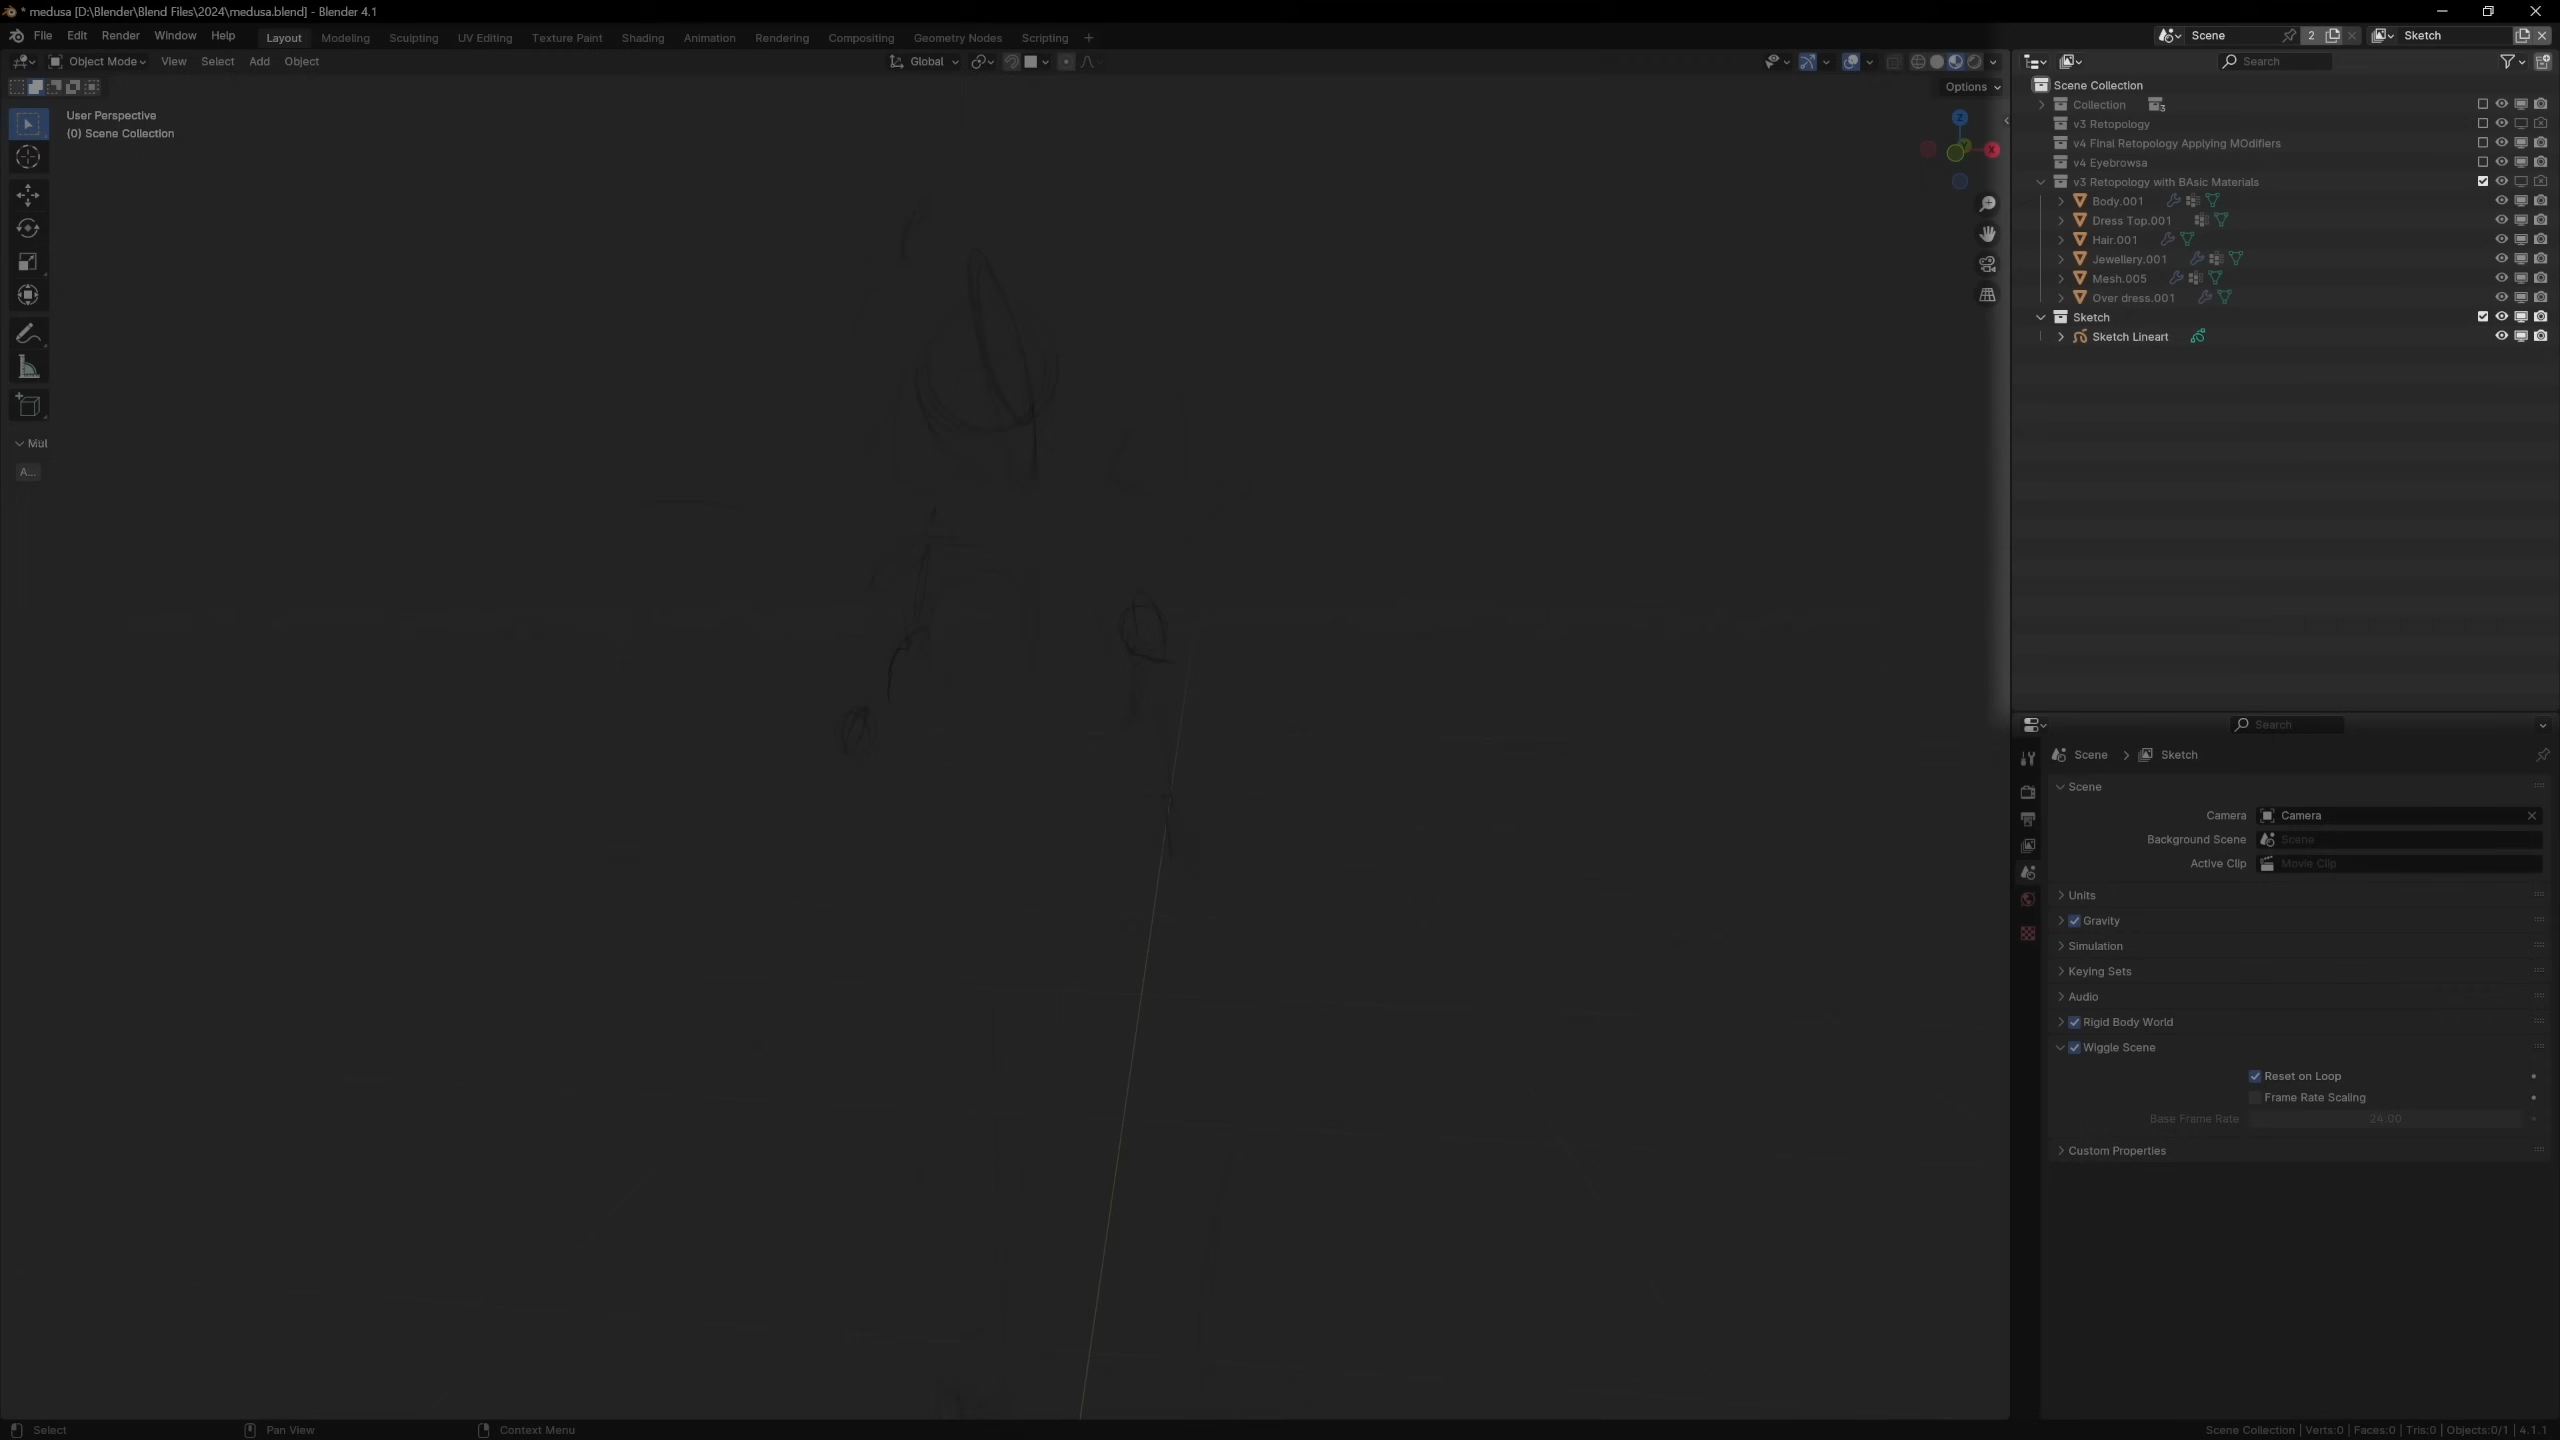 * medusa [D:\Blender\Blend Files\2024\medusa.blend] - Blender 4.1
File Edit Render Window Help Layout Modeling Sculpting UV Editing Texture Paint Shading Animation Rendering Compositing Geometry Nodes Scripting + Scene 2 Sketch
Object Mode View Select Add Object Global Search
Options
User Perspective
(0) Scene Collection
Z
Y
X
Mul
A...
Scene Collection
Collection 3
v3 Retopology
v4 Final Retopology Applying MOdifiers
v4 Eyebrowsa
v3 Retopology with BAsic Materials
Body.001
Dress Top.001
Hair.001
Jewellery.001
Mesh.005
Over dress.001
Sketch
Sketch Lineart
Search
Scene > Sketch
Scene
Camera Camera
Background Scene Scene
Active Clip Movie Clip
Units
Gravity
Simulation
Keying Sets
Audio
Rigid Body World
Wiggle Scene
Reset on Loop
Frame Rate Scaling
Base Frame Rate 24.00
Custom Properties
Select Pan View Context Menu Scene Collection | Verts:0 | Faces:0 | Tris:0 | Objects:0/1 | 4.1.1